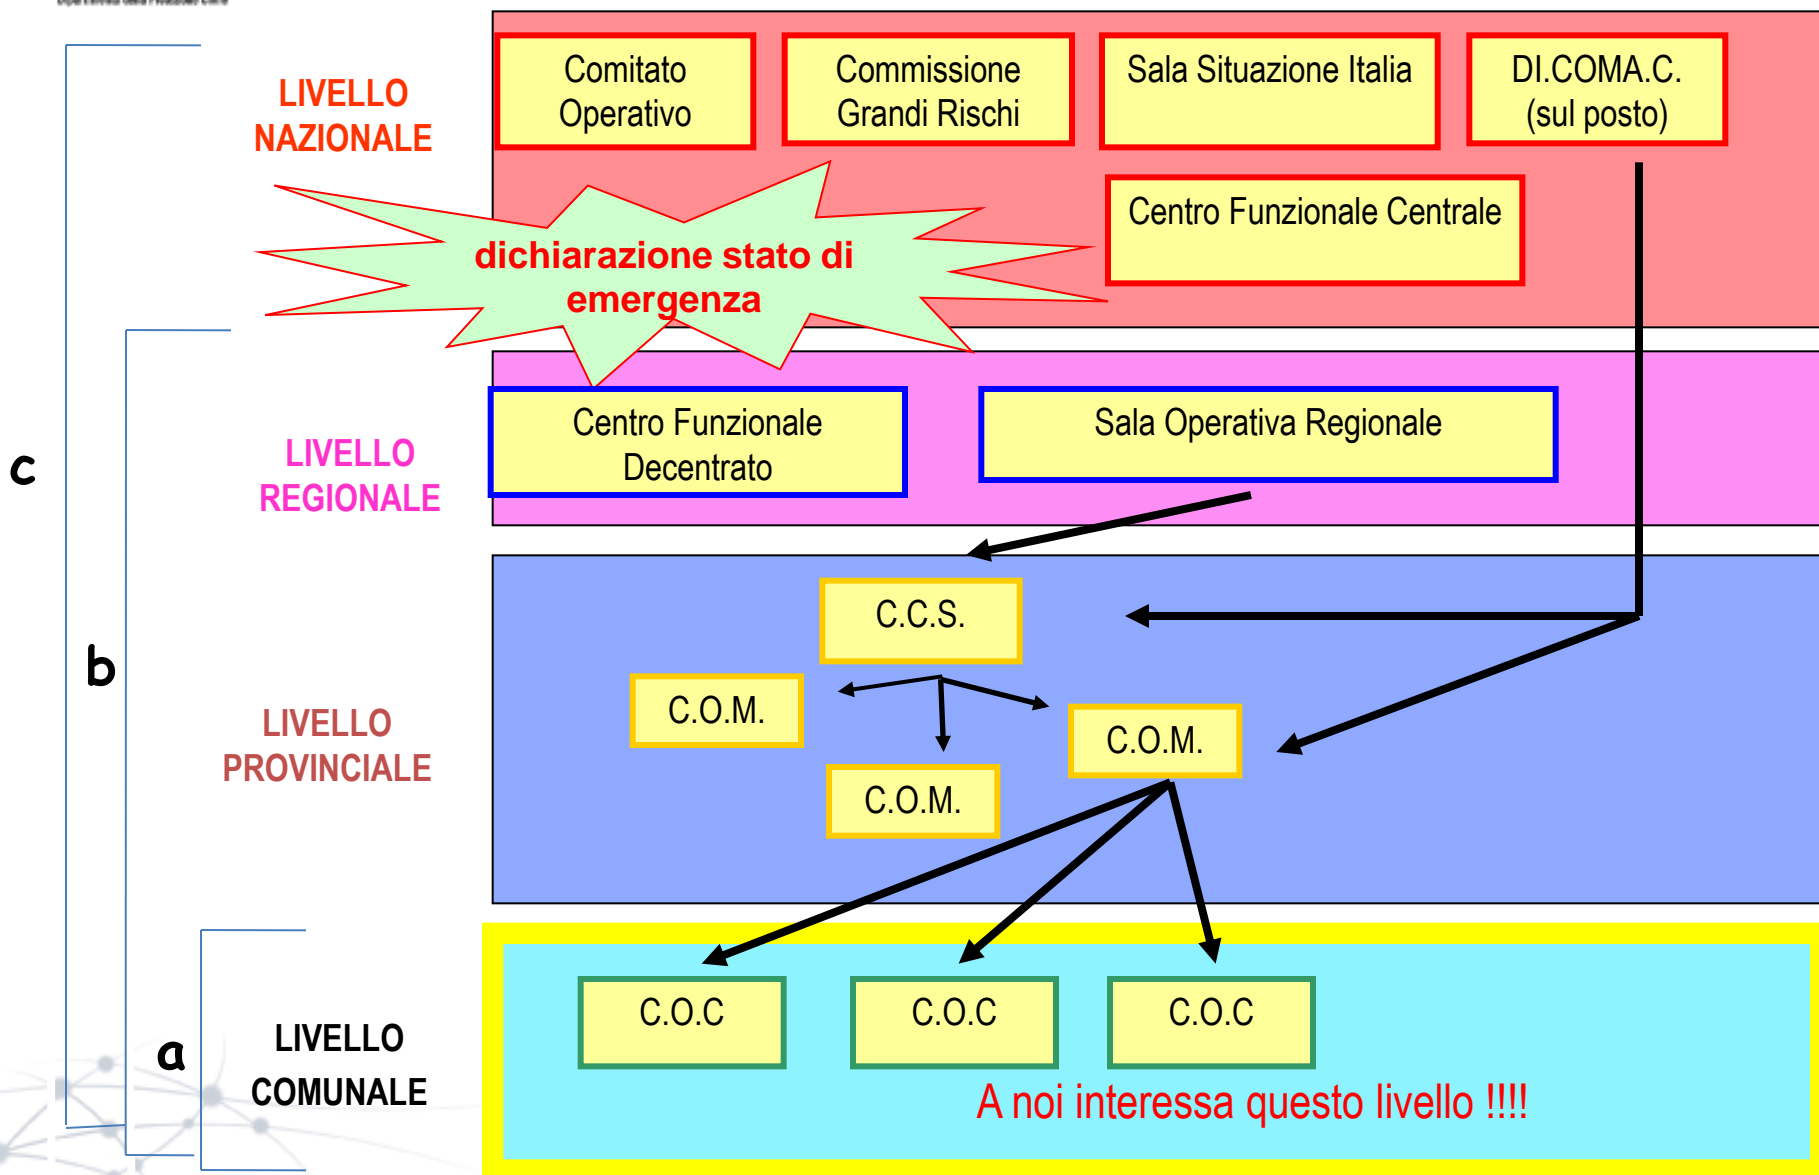 LIVELLO
NAZIONALE
Comitato
Operativo
Commissione
Grandi Rischi
Sala Situazione Italia
DI.COMA.C.
(sul posto)
Centro Funzionale Centrale
dichiarazione stato di
emergenza
c
LIVELLO
REGIONALE
Centro Funzionale
Decentrato
Sala Operativa Regionale
b
LIVELLO
PROVINCIALE
C.C.S.
C.O.M.
C.O.M.
C.O.M.
a
LIVELLO
COMUNALE
C.O.C
C.O.C
C.O.C
A noi interessa questo livello !!!!